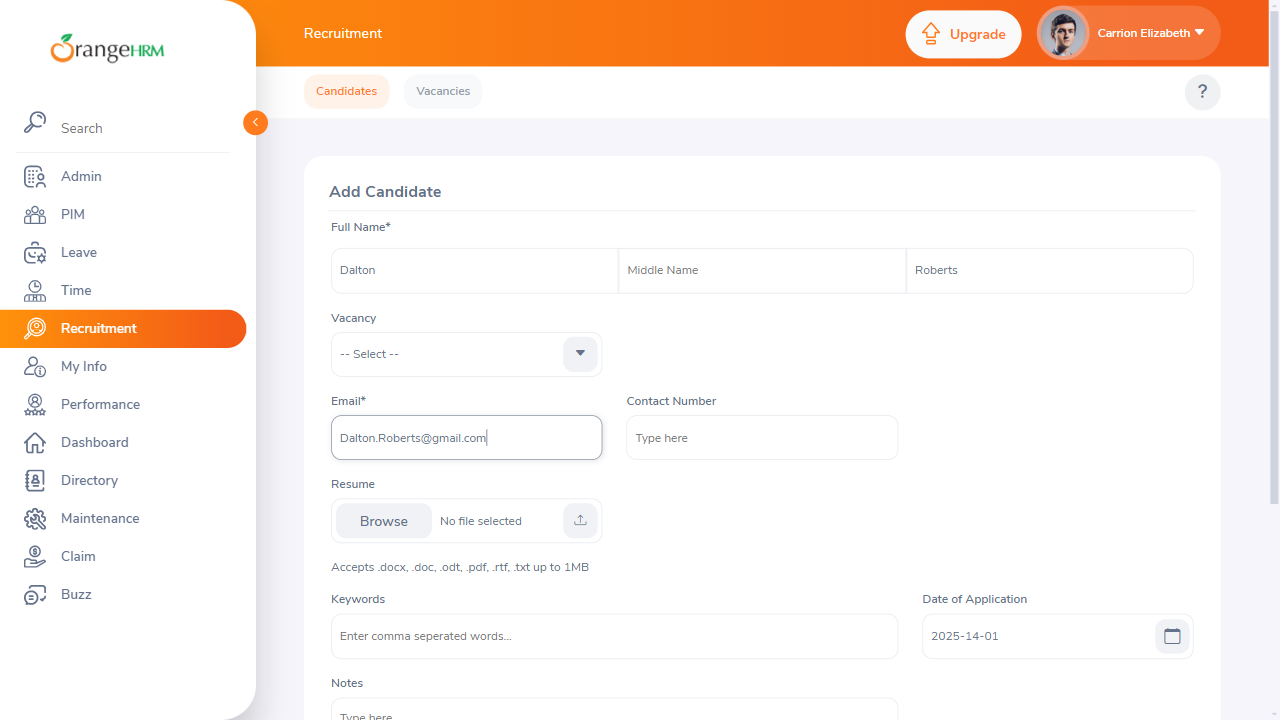 OrangeHRM
Search
Admin
PIM
Leave
Time
Recruitment
My Info
Performance
Dashboard
Directory
Maintenance
Claim
Buzz
Recruitment
Upgrade
Carrion Elizabeth
Candidates
Vacancies
?
Add Candidate
Full Name*
Dalton
Middle Name
Roberts
Vacancy
-- Select --
Email*
Contact Number
Dalton.Roberts@gmail.com
Type here
Resume
Browse
No file selected
Accepts .docx, .doc, .odt, .pdf, .rtf, .txt up to 1MB
Keywords
Date of Application
Enter comma seperated words...
2025-14-01
Notes
Type here